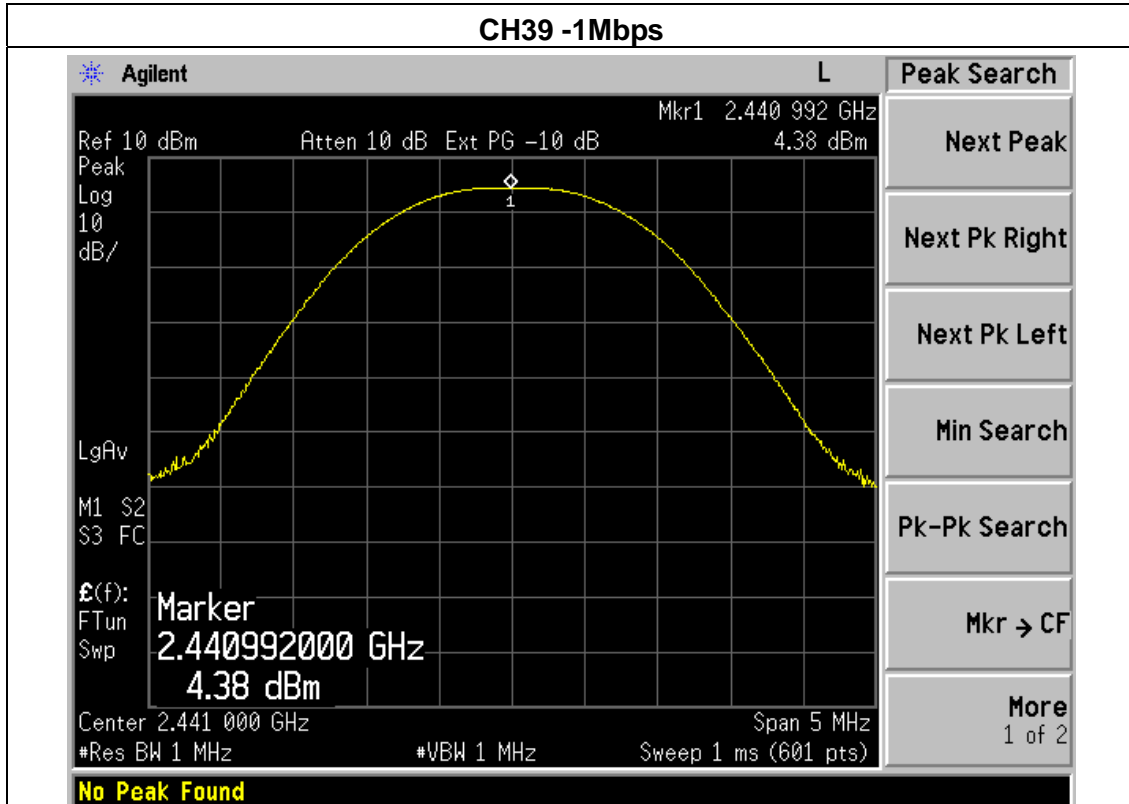 CH39 -1Mbps
Agilent L Peak Search
Mkr1 2.440 992 GHz
Ref 10 dBm Atten 10 dB Ext PG -10 dB 4.38 dBm
Peak
Log
10
dB/
1
LgAv
M1 S2
S3 FC
£(f):
FTun
Swp
Marker
2.440992000 GHz
4.38 dBm
Center 2.441 000 GHz Span 5 MHz
#Res BW 1 MHz #VBW 1 MHz Sweep 1 ms (601 pts)
No Peak Found
Next Peak
Next Pk Right
Next Pk Left
Min Search
Pk-Pk Search
Mkr → CF
More
1 of 2